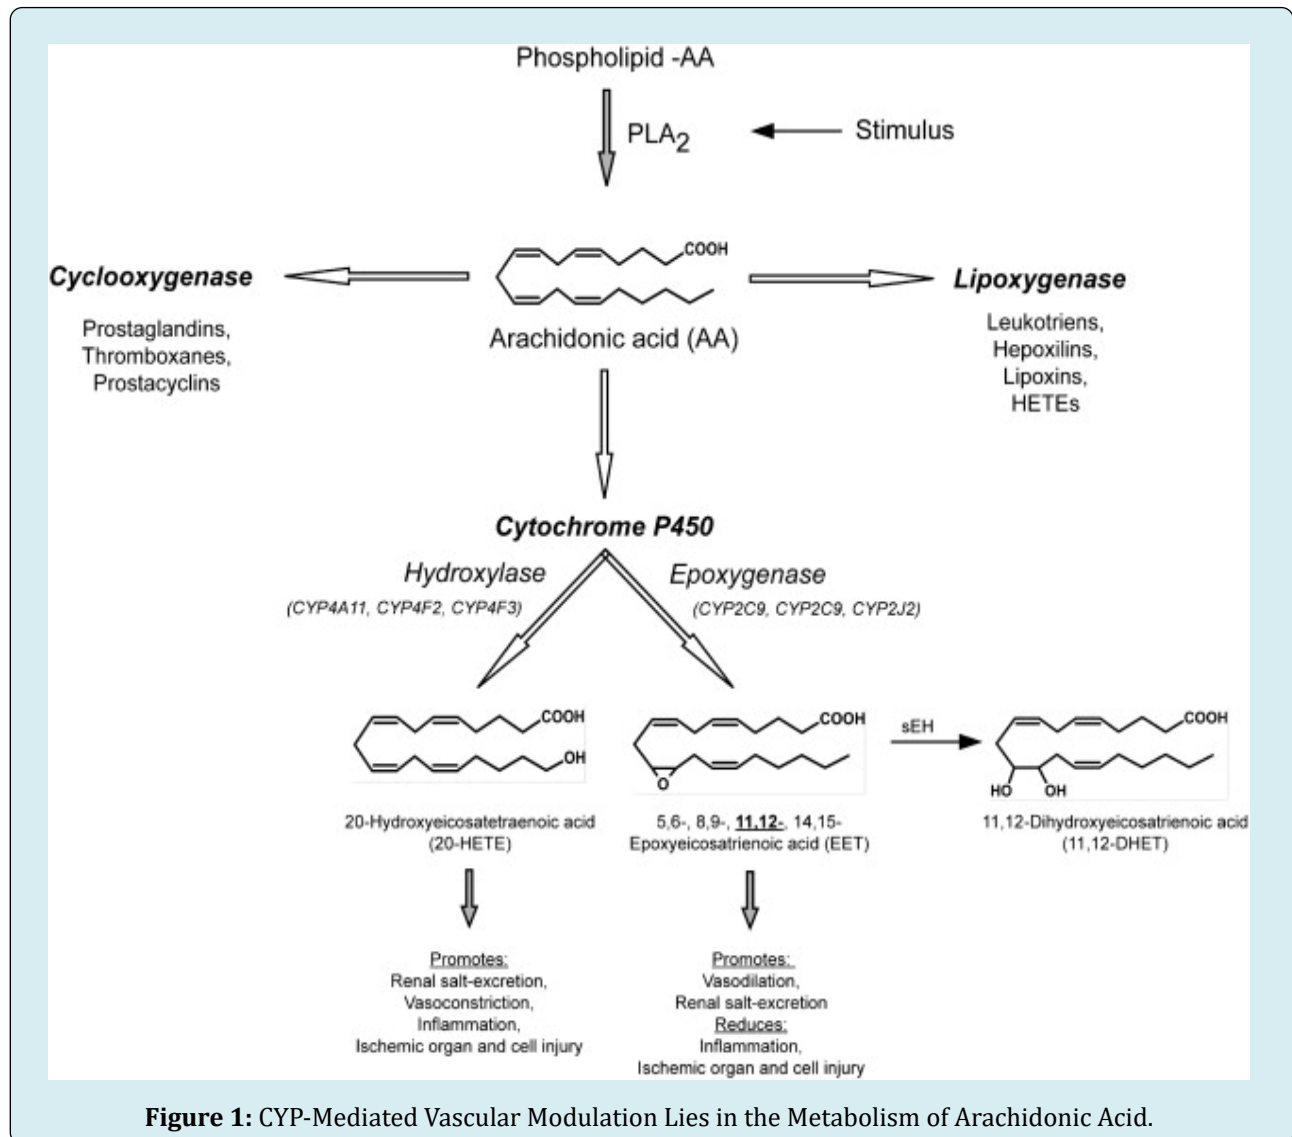 Phospholipid -AA
PLA2
Stimulus
COOH
Arachidonic acid (AA)
Cyclooxygenase
Prostaglandins,
Thromboxanes,
Prostacyclins
Lipoxygenase
Leukotriens,
Hepoxilins,
Lipoxins,
HETEs
Cytochrome P450
Hydroxylase
(CYP4A11, CYP4F2, CYP4F3)
Epoxygenase
(CYP2C9, CYP2C9, CYP2J2)
COOH
OH
20-Hydroxyeicosatetraenoic acid
(20-HETE)
COOH
O
5,6-, 8,9-, 11,12-, 14,15-
Epoxyeicosatrienoic acid (EET)
sEH
COOH
HO
OH
11,12-Dihydroxyeicosatrienoic acid
(11,12-DHET)
Promotes:
Renal salt-excretion,
Vasoconstriction,
Inflammation,
Ischemic organ and cell injury
Promotes:
Vasodilation,
Renal salt-excretion
Reduces:
Inflammation,
Ischemic organ and cell injury
Figure 1: CYP-Mediated Vascular Modulation Lies in the Metabolism of Arachidonic Acid.